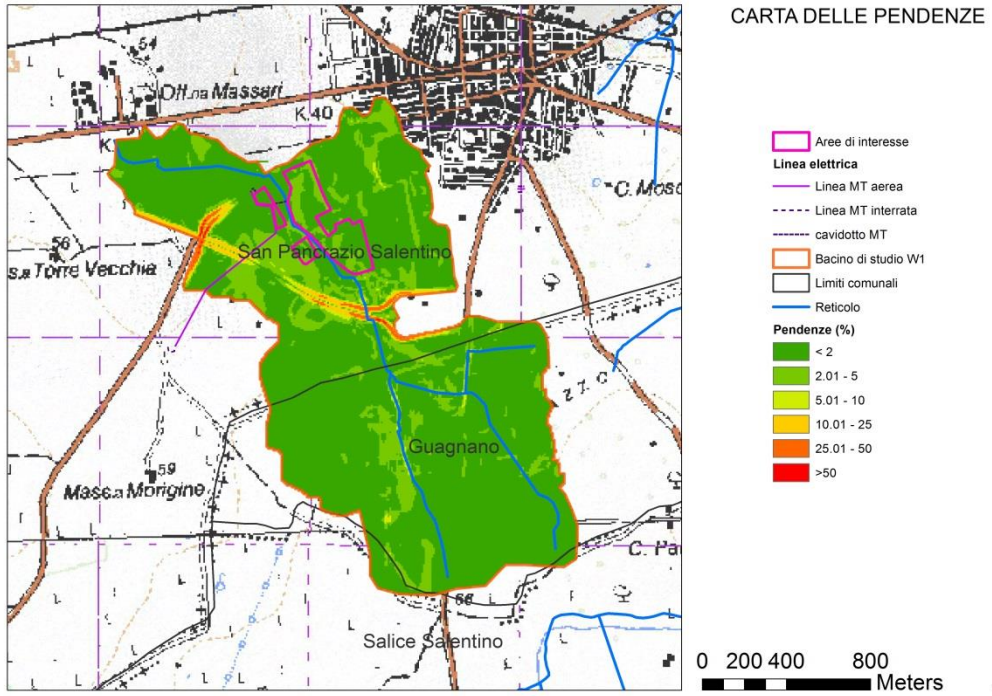 CARTA DELLE PENDENZE
54
Off.na Massari
K.40
K
C. Mosc
56
s.a Torre Vecchia
San Pancrazio Salentino
59
Mass.a Morigine
Guagnano
C. Pa
66
Salice Salentino
Aree di interesse
Linea elettrica
Linea MT aerea
Linea MT interrata
cavidotto MT
Bacino di studio W1
Limiti comunali
Reticolo
Pendenze (%)
< 2
2.01 - 5
5.01 - 10
10.01 - 25
25.01 - 50
>50
0 200 400 800
Meters